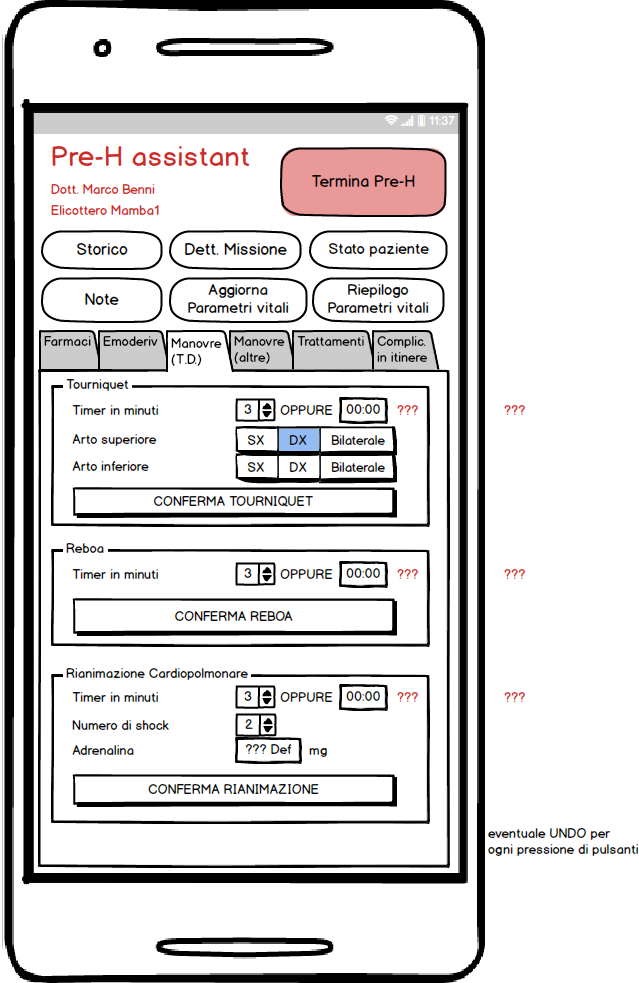 11:37
Pre-H assistant
Dott. Marco Benni
Elicottero Mamba1
Termina Pre-H
Storico
Dett. Missione
Stato paziente
Note
Aggiorna
Parametri vitali
Riepilogo
Parametri vitali
Farmaci
Emoderiv
Manovre
(T.D.)
Manovre
(altre)
Trattamenti
Complic.
in itinere
Tourniquet
Timer in minuti 3 OPPURE 00:00 ??? ???
Arto superiore SX DX Bilaterale
Arto inferiore SX DX Bilaterale
CONFERMA TOURNIQUET
Reboa
Timer in minuti 3 OPPURE 00:00 ??? ???
CONFERMA REBOA
Rianimazione Cardiopolmonare
Timer in minuti 3 OPPURE 00:00 ??? ???
Numero di shock 2
Adrenalina ??? Def mg
CONFERMA RIANIMAZIONE
eventuale UNDO per
ogni pressione di pulsanti